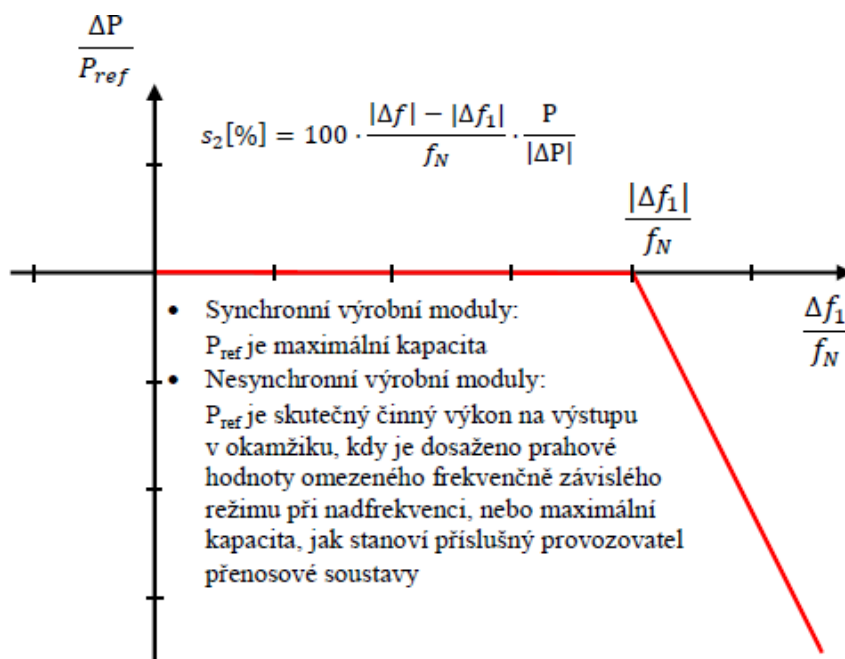 ΔP
P_ref
s₂[%] = 100 · (|Δf| − |Δf₁|)/f_N · P/|ΔP|
|Δf₁|
f_N
• Synchronní výrobní moduly:
P_ref je maximální kapacita
Δf₁
f_N
• Nesynchronní výrobní moduly:
P_ref je skutečný činný výkon na výstupu
v okamžiku, kdy je dosaženo prahové
hodnoty omezeného frekvenčně závislého
režimu při nadfrekvenci, nebo maximální
kapacita, jak stanoví příslušný provozovatel
přenosové soustavy